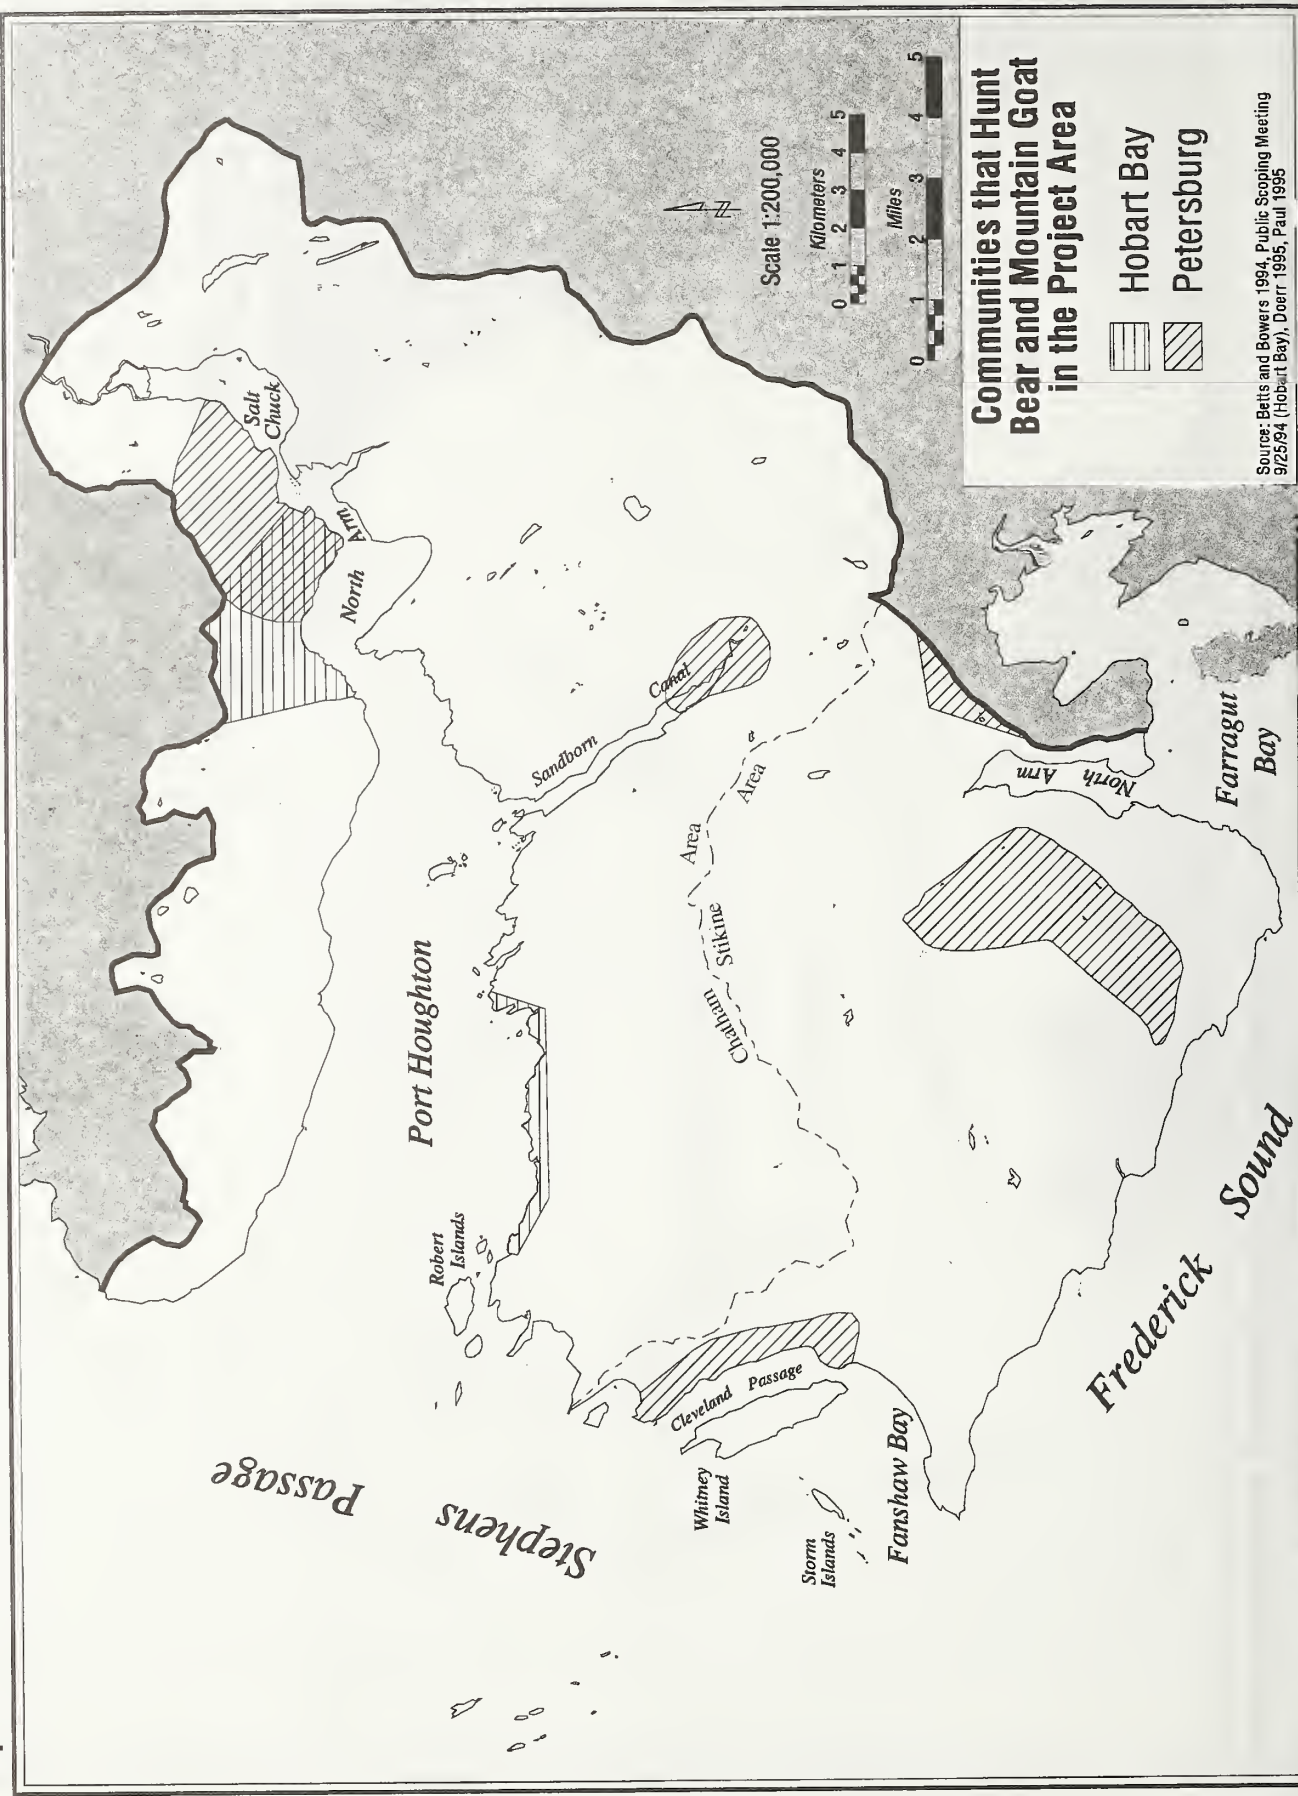 Stephens
Passage
Port Houghton
Robert
Islands
North
Arm
Salt
Chuck
Sandborn
Canal
Chatham
Area
Stikine
Area
Cleveland Passage
Whitney
Island
Storm
Islands
Fanshaw Bay
Frederick
Sound
North
Arm
Farragut
Bay
N
Scale 1:200,000
Kilometers
0 1 2 3 4 5
Miles
0 1 2 3 4 5
Communities that Hunt
Bear and Mountain Goat
in the Project Area
Hobart Bay
Petersburg
Source: Betts and Bowers 1994, Public Scoping Meeting
9/25/94 (Hobart Bay), Doerr 1995, Paul 1995